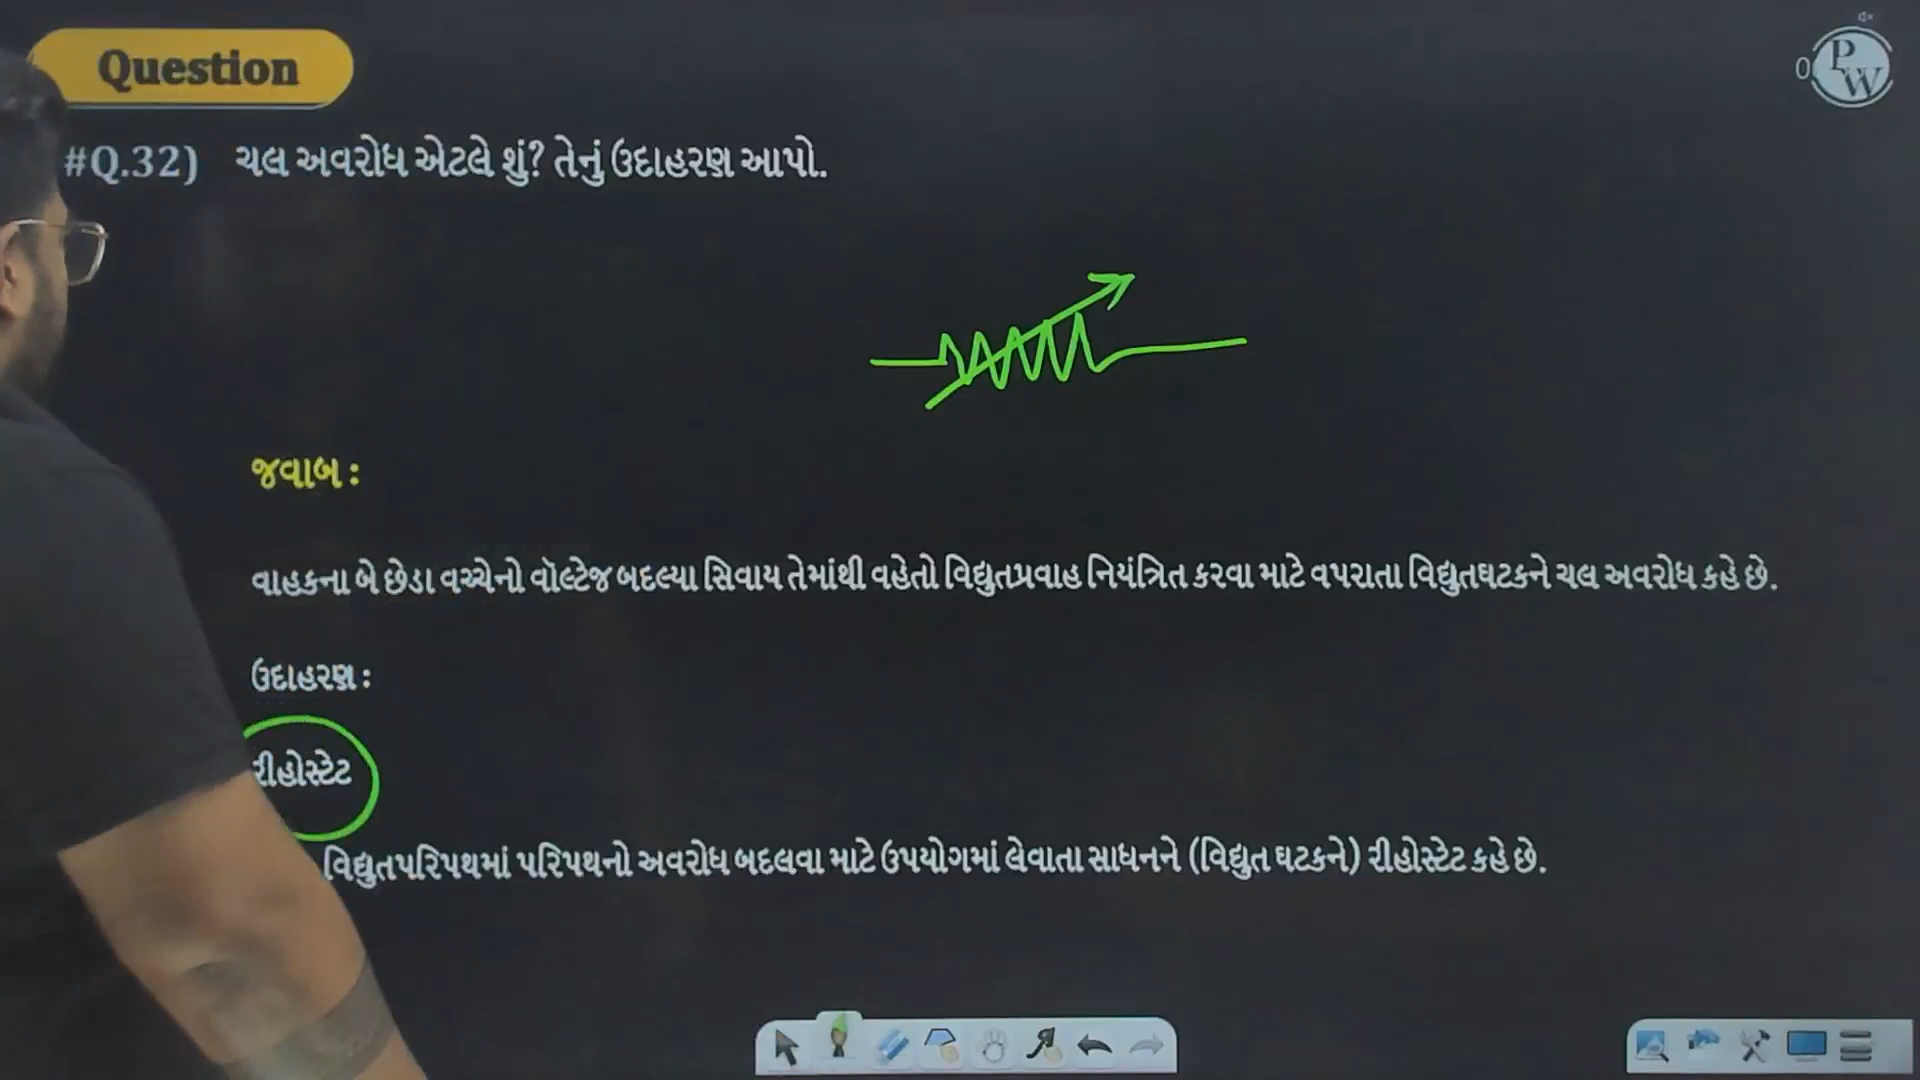 Question
PW
#Q.32) ચલ અવરોધ એટલે શું? તેનું ઉદાહરણ આપો.
જવાબ :
વાહકના બે છેડા વચ્ચેનો વૉલ્ટેજ બદલ્યા સિવાય તેમાંથી વહેતો વિદ્યુતપ્રવાહ નિયંત્રિત કરવા માટે વપરાતા વિદ્યુતઘટકને ચલ અવરોધ કહે છે.
ઉદાહરણ :
રીહોસ્ટેટ
વિદ્યુતપરિપથમાં પરિપથનો અવરોધ બદલવા માટે ઉપયોગમાં લેવાતા સાધનને (વિદ્યુત ઘટકને) રીહોસ્ટેટ કહે છે.